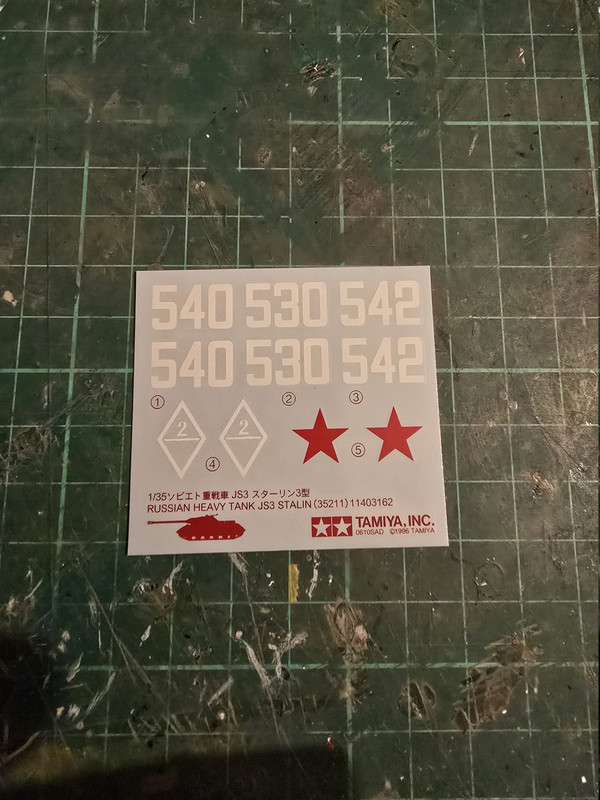 540 530 542
540 530 542
① ② ③
2 2
④ ⑤
1/35ソビエト重戦車 JS3 スターリン3型
RUSSIAN HEAVY TANK JS3 STALIN (35211) 11403162
TAMIYA, INC.
0610SAD ©1996 TAMIYA